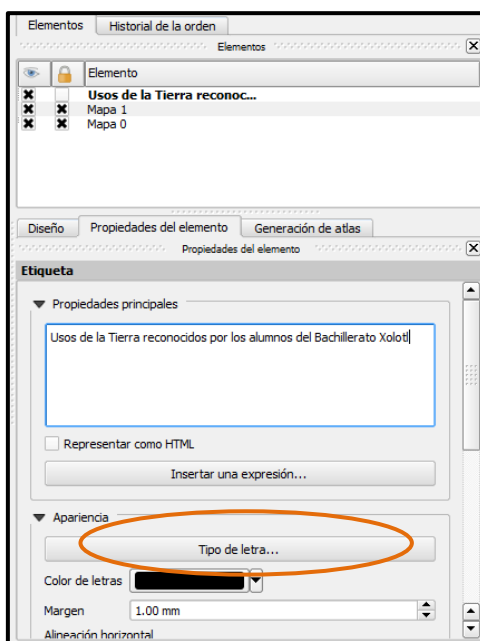 Elementos Historial de la orden
Elementos
Elemento
Usos de la Tierra reconoc...
Mapa 1
Mapa 0
Diseño Propiedades del elemento Generación de atlas
Propiedades del elemento
Etiqueta
Propiedades principales
Usos de la Tierra reconocidos por los alumnos del Bachillerato Xolotl
Representar como HTML
Insertar una expresión...
Apariencia
Tipo de letra...
Color de letras
Margen 1.00 mm
Alineación horizontal